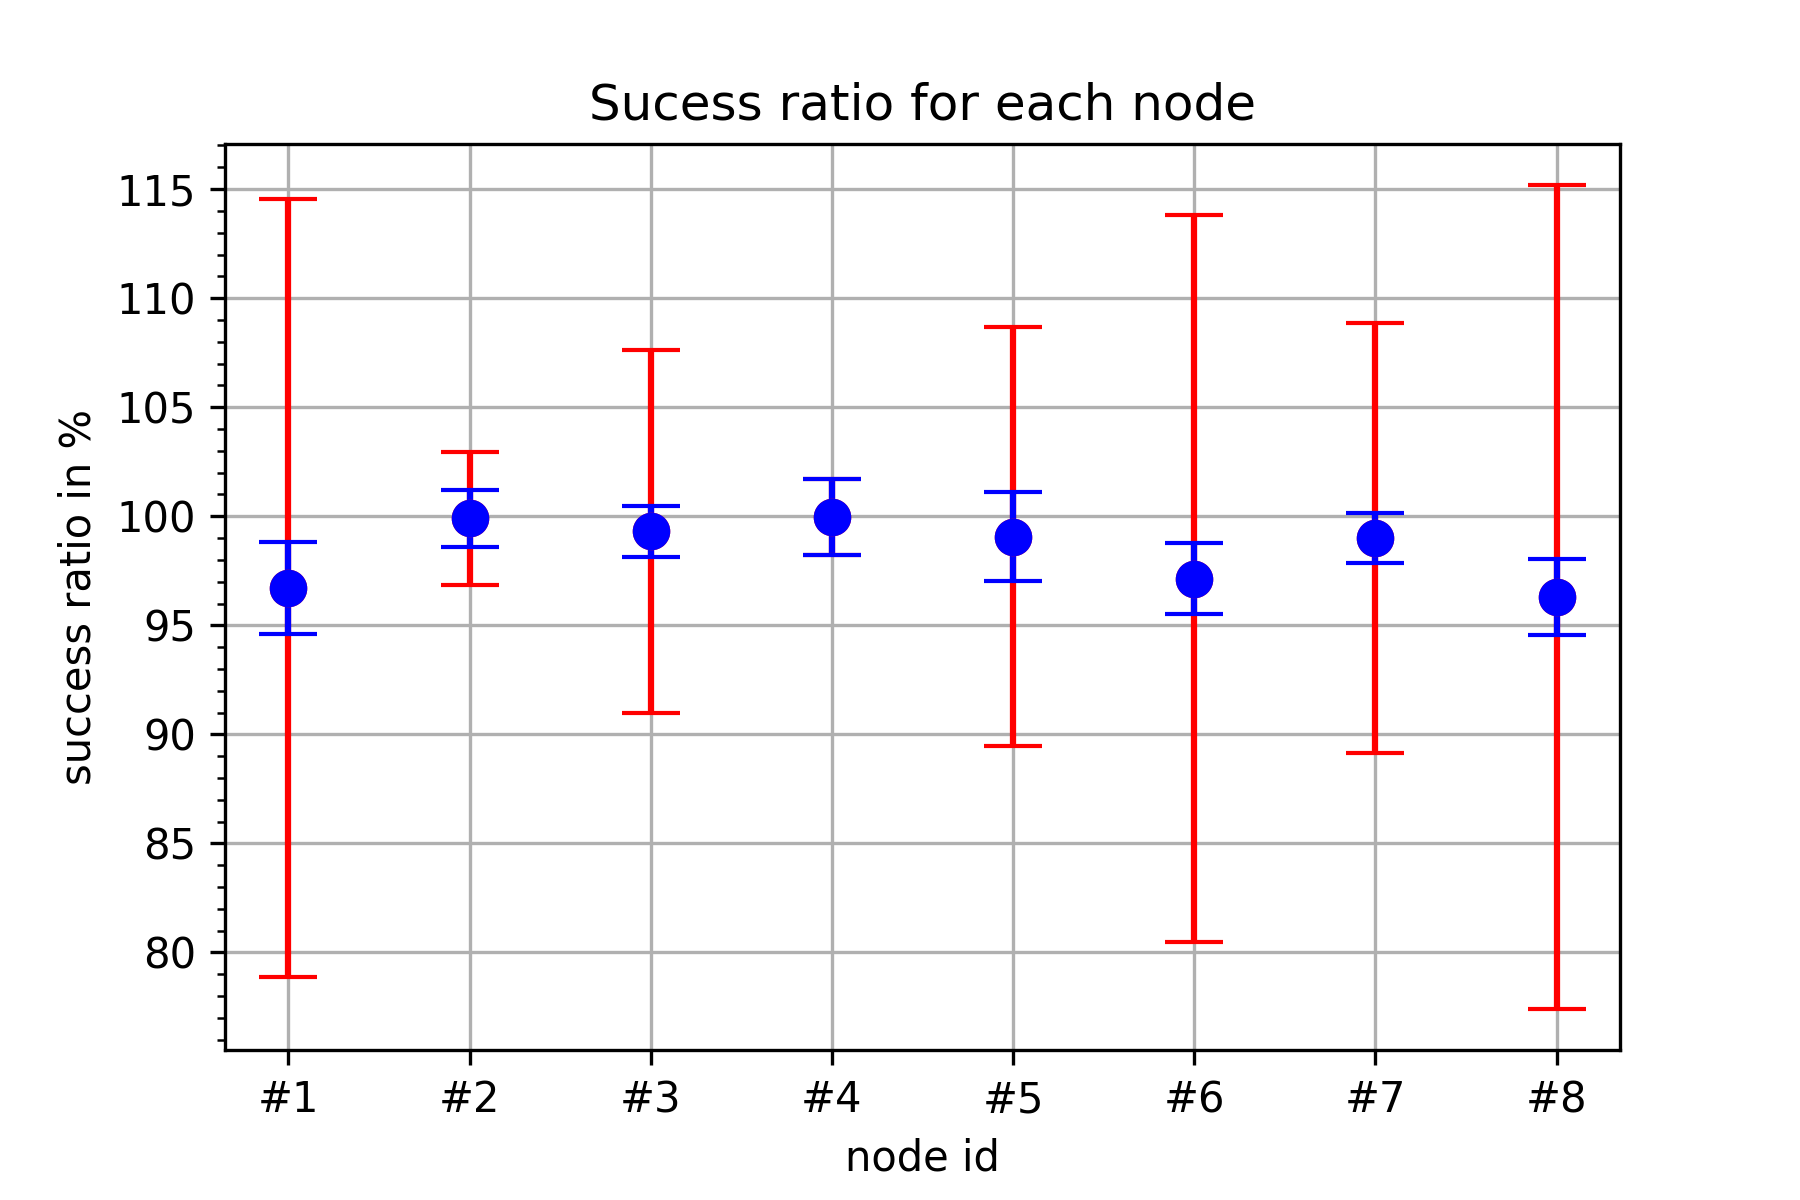 Sucess ratio for each node
115
110
105
100
95
90
85
80
success ratio in %
#1 #2 #3 #4 #5 #6 #7 #8
node id